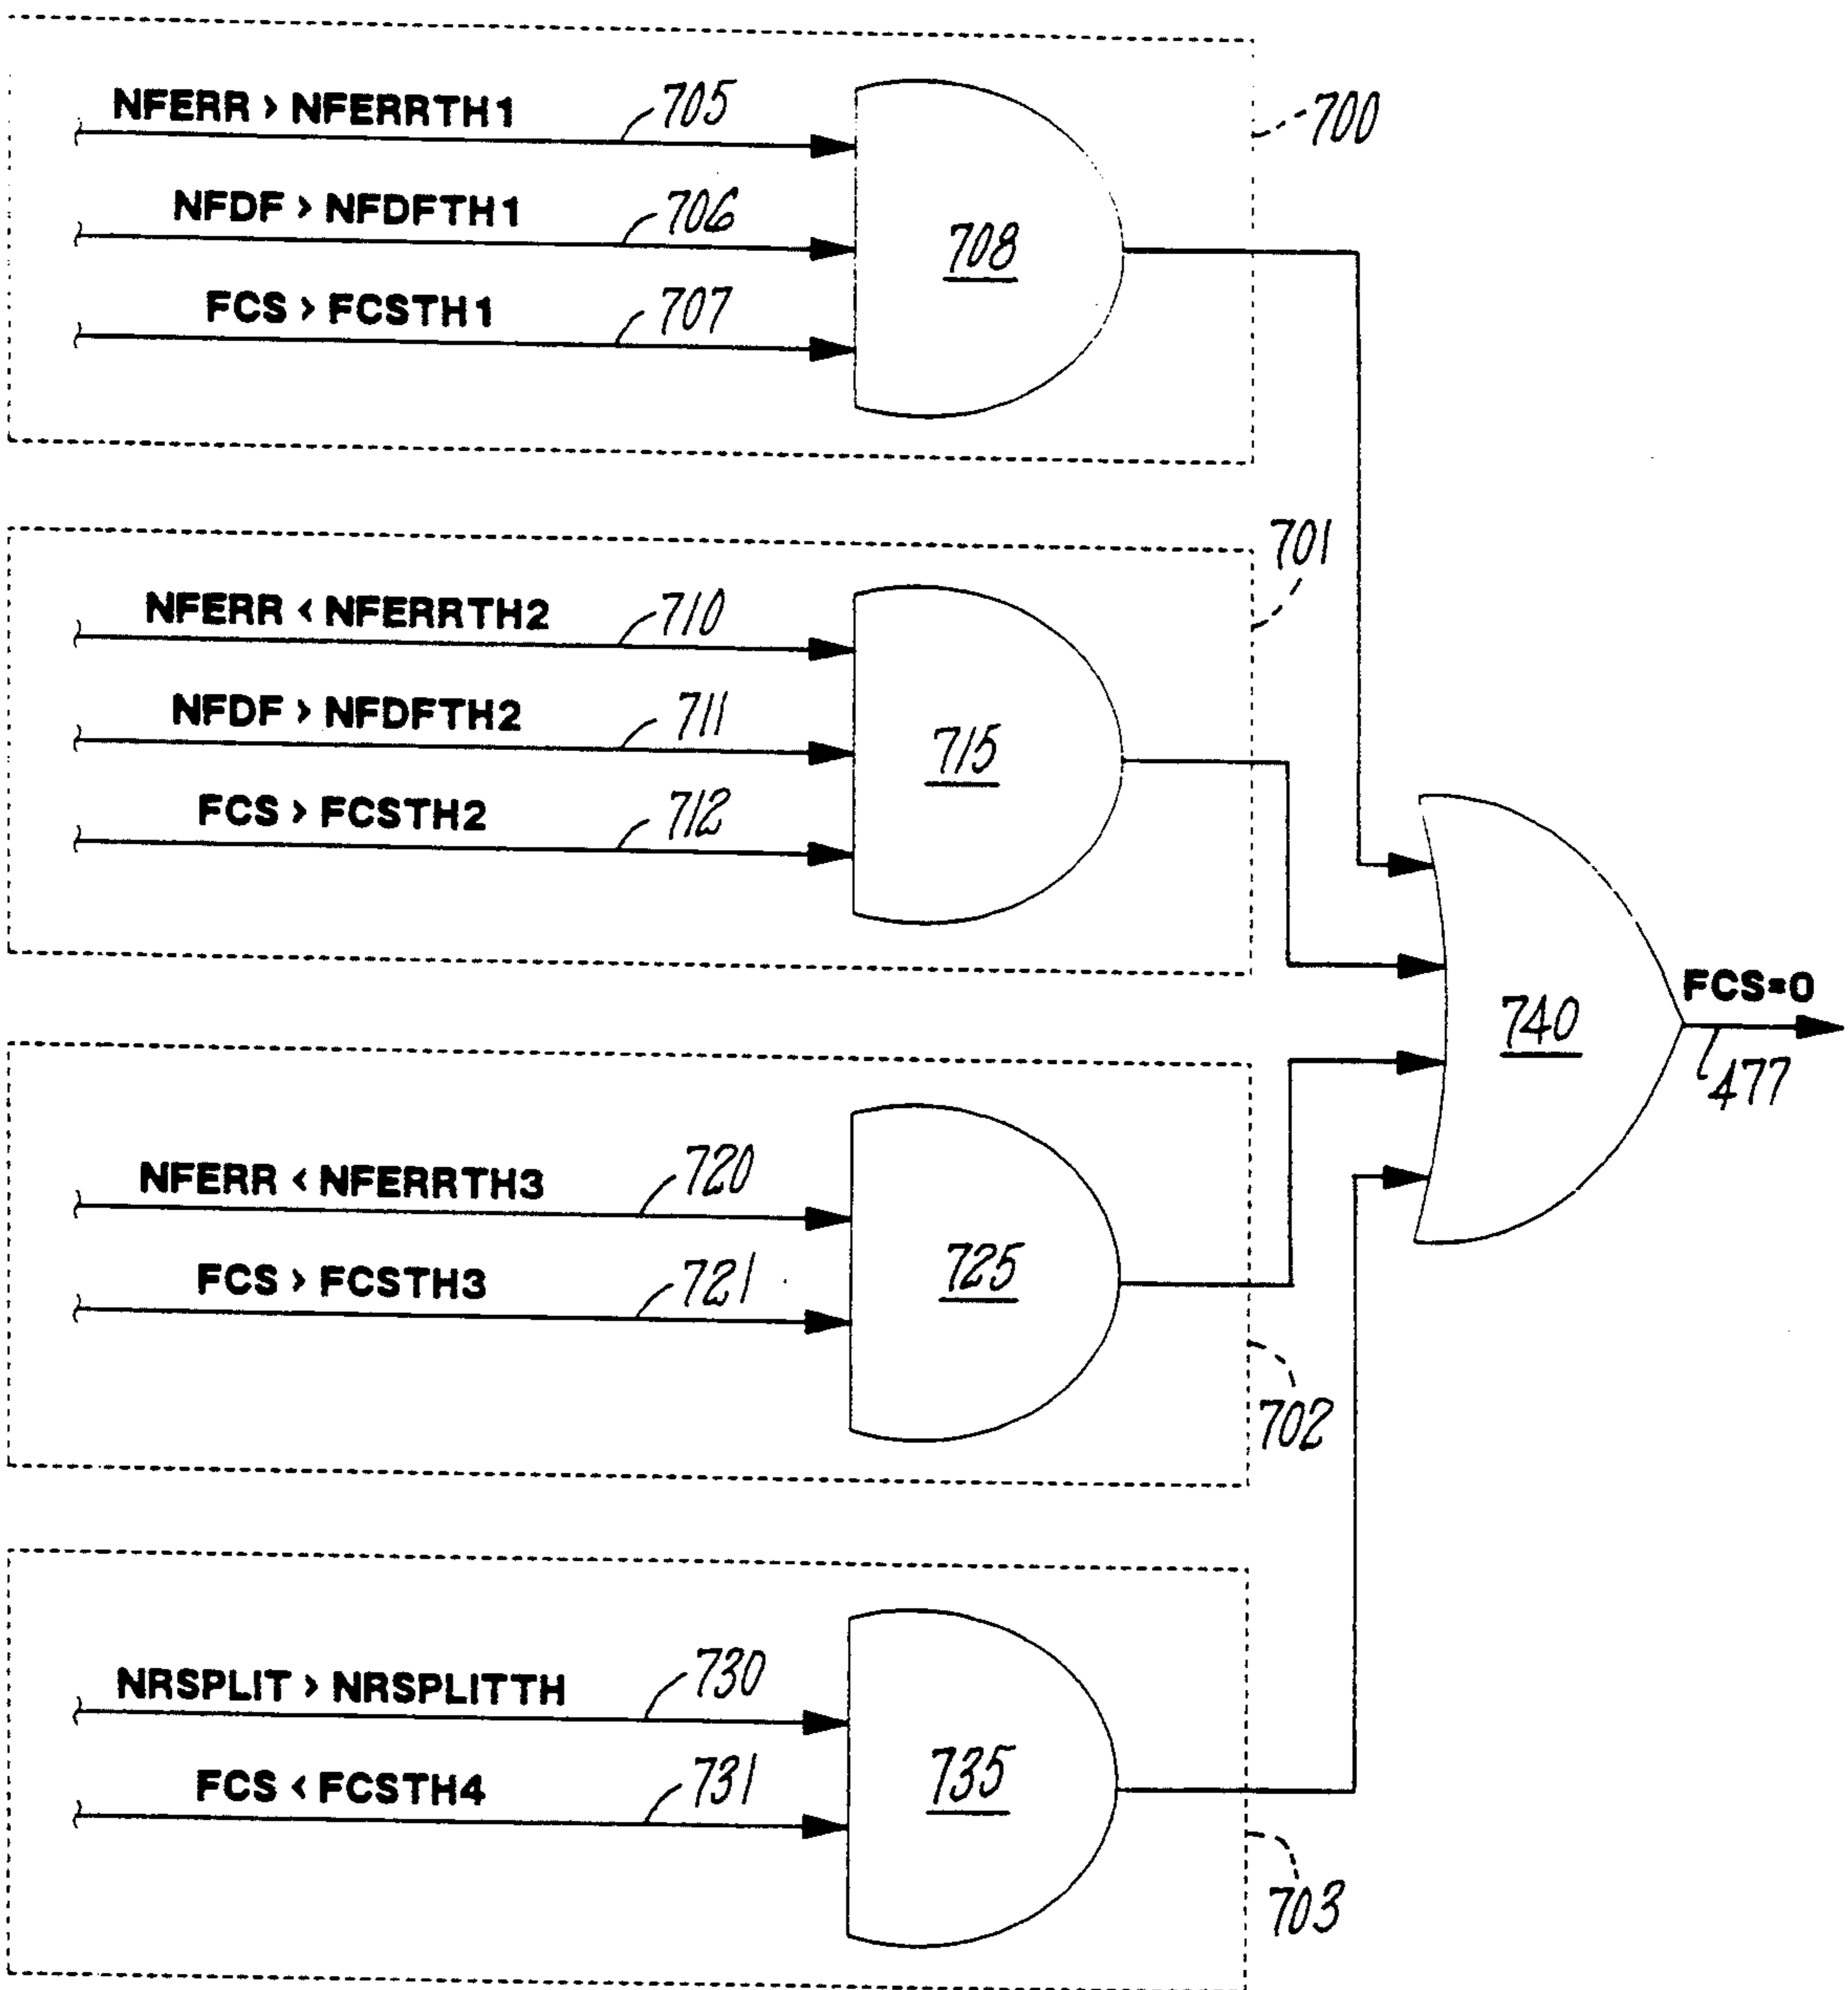 NFERR > NFERRTH1
705
NFDF > NFDFTH1
706
FCS > FCSTH1
707
708
700
NFERR < NFERRTH2
710
NFDF > NFDFTH2
711
FCS > FCSTH2
712
715
701
NFERR < NFERRTH3
720
FCS > FCSTH3
721
725
702
NRSPLIT > NRSPLITTH
730
FCS < FCSTH4
731
735
703
740
FCS=0
477